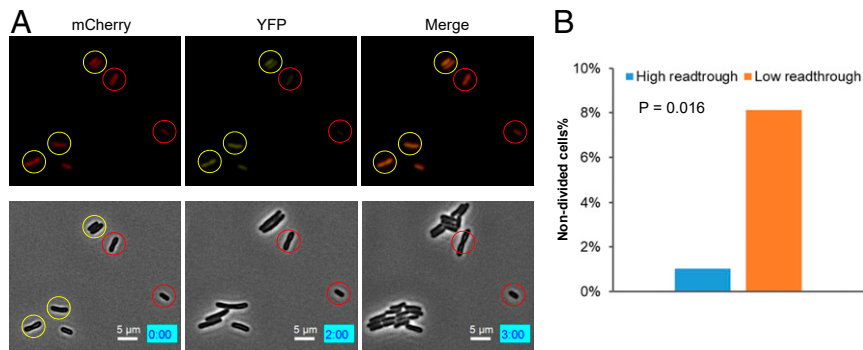 A
mCherry
YFP
Merge
5 µm
0:00
5 µm
2:00
5 µm
3:00
B
10%
8%
6%
4%
2%
0%
Non-divided cells%
High readtrough
Low readthrough
P = 0.016